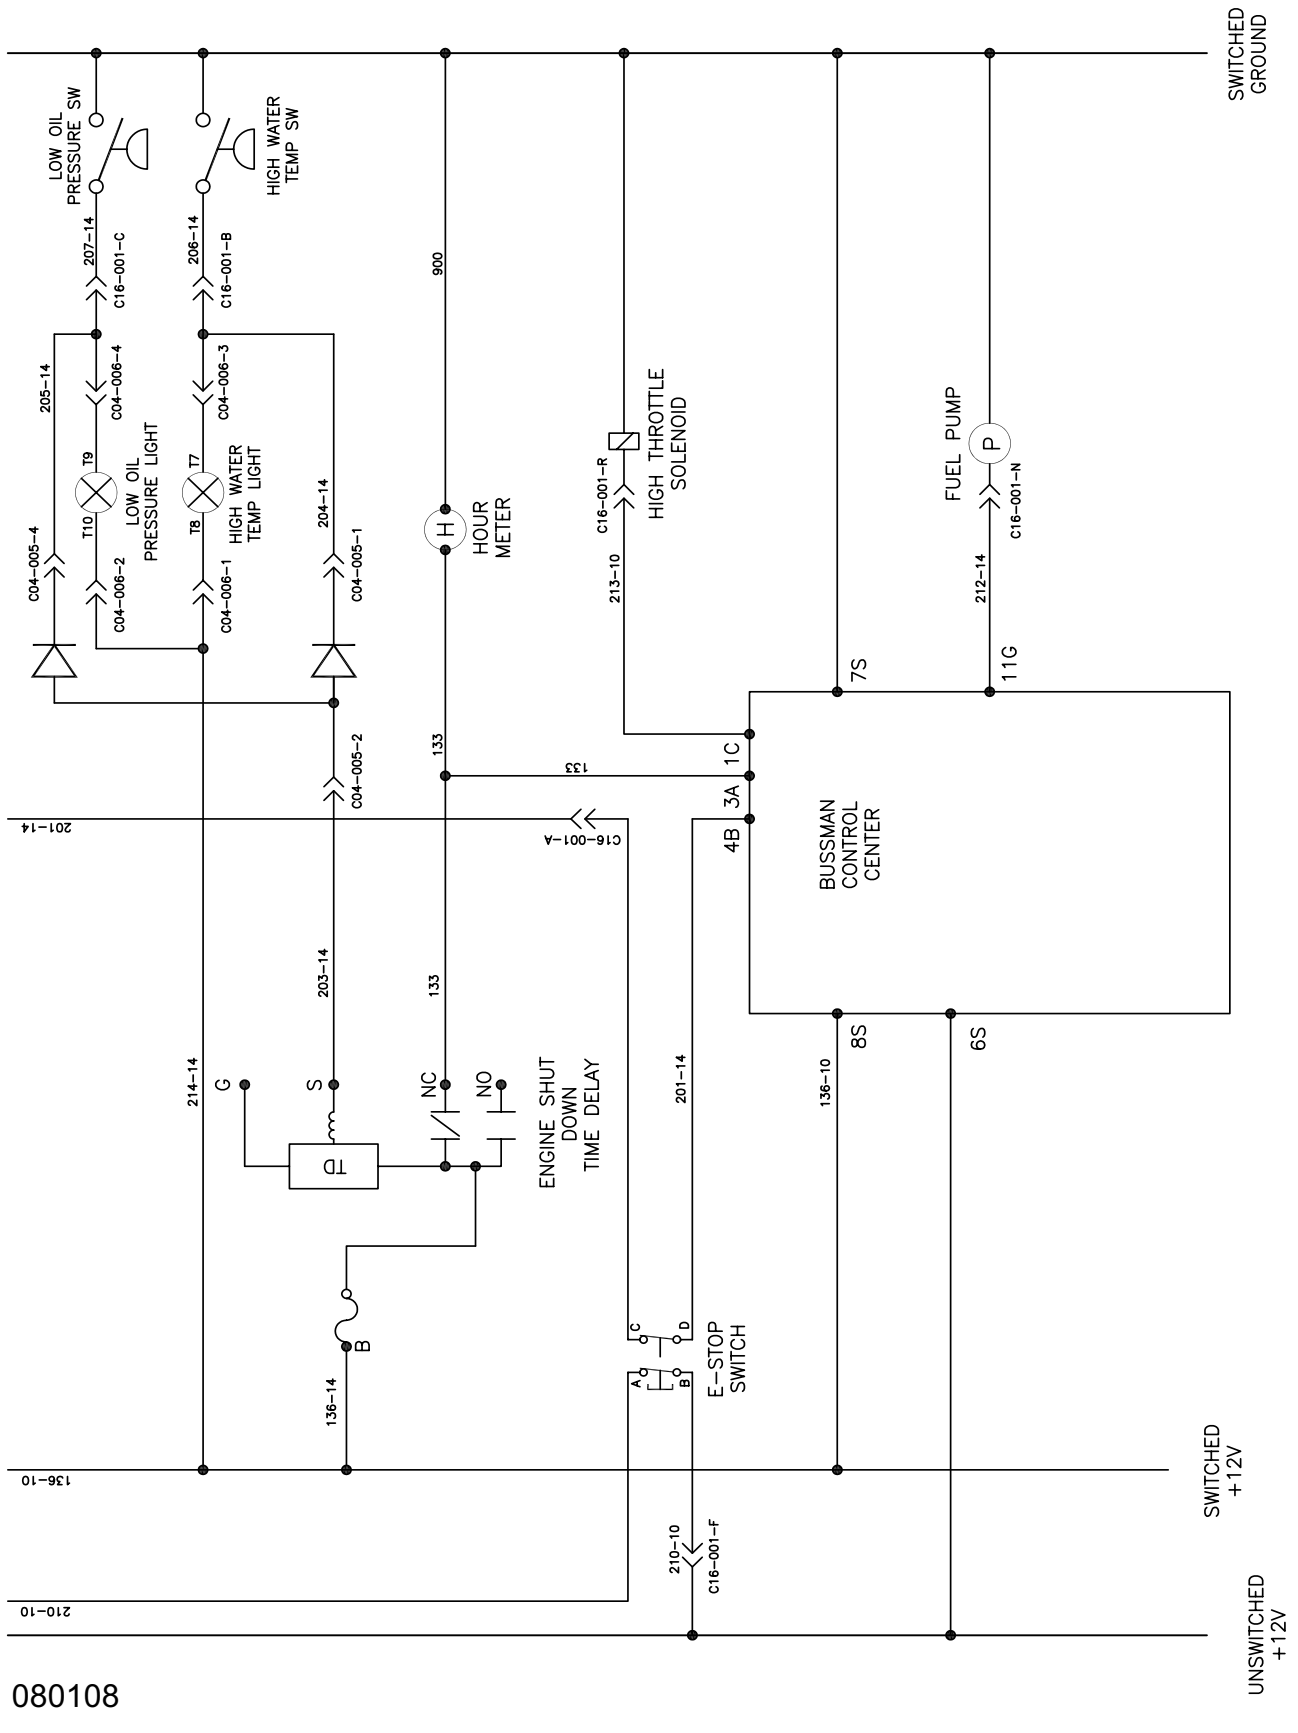 SWITCHED
GROUND
LOW OIL
PRESSURE SW
HIGH WATER
TEMP SW
207-14
C16-001-C
206-14
C16-001-B
900
205-14
C04-006-4
C04-006-3
T9
T10
LOW OIL
PRESSURE LIGHT
T7
T8
HIGH WATER
TEMP LIGHT
204-14
C04-005-4
C04-006-2
C04-006-1
C04-005-1
H
HOUR
METER
C16-001-R
HIGH THROTTLE
SOLENOID
213-10
FUEL PUMP
P
C16-001-N
212-14
7S
11G
133
133
1C
3A
4B
C04-005-2
201-14
C16-001-A
BUSSMAN
CONTROL
CENTER
203-14
133
214-14
G
S
NC
NO
TD
ENGINE SHUT
DOWN
TIME DELAY
201-14
136-10
8S
6S
B
136-14
C
D
A
B
E-STOP
SWITCH
136-10
SWITCHED
+12V
210-10
C16-001-F
210-10
UNSWITCHED
+12V
080108